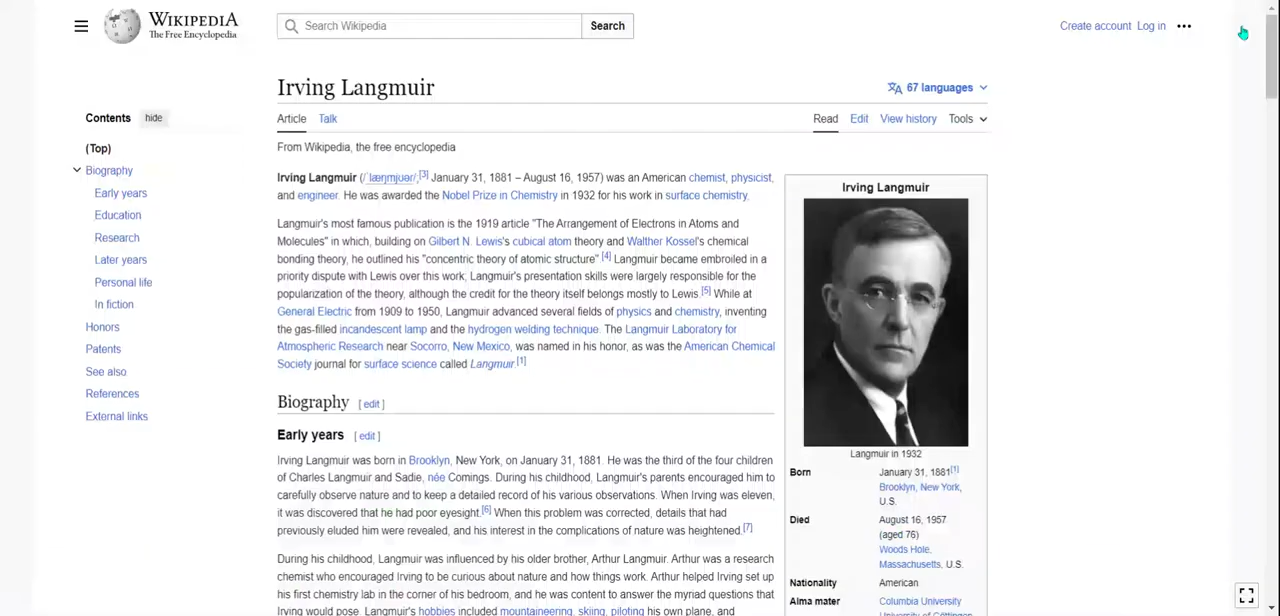 WIKIPEDIA
The Free Encyclopedia
Search Wikipedia
Search
Create account Log in
Irving Langmuir
67 languages
Contents hide
Article Talk
Read Edit View history Tools
(Top)
Biography
Early years
Education
Research
Later years
Personal life
In fiction
Honors
Patents
See also
References
External links
From Wikipedia, the free encyclopedia
Irving Langmuir (/ˈlæŋmjʊər/;[3] January 31, 1881 – August 16, 1957) was an American chemist, physicist,
and engineer. He was awarded the Nobel Prize in Chemistry in 1932 for his work in surface chemistry.
Langmuir's most famous publication is the 1919 article "The Arrangement of Electrons in Atoms and
Molecules" in which, building on Gilbert N. Lewis's cubical atom theory and Walther Kossel's chemical
bonding theory, he outlined his "concentric theory of atomic structure".[4] Langmuir became embroiled in a
priority dispute with Lewis over this work; Langmuir's presentation skills were largely responsible for the
popularization of the theory, although the credit for the theory itself belongs mostly to Lewis.[5] While at
General Electric from 1909 to 1950, Langmuir advanced several fields of physics and chemistry, inventing
the gas-filled incandescent lamp and the hydrogen welding technique. The Langmuir Laboratory for
Atmospheric Research near Socorro, New Mexico, was named in his honor, as was the American Chemical
Society journal for surface science called Langmuir.[1]
Biography [ edit ]
Early years [ edit ]
Irving Langmuir was born in Brooklyn, New York, on January 31, 1881. He was the third of the four children
of Charles Langmuir and Sadie, née Comings. During his childhood, Langmuir's parents encouraged him to
carefully observe nature and to keep a detailed record of his various observations. When Irving was eleven,
it was discovered that he had poor eyesight.[6] When this problem was corrected, details that had
previously eluded him were revealed, and his interest in the complications of nature was heightened.[7]
During his childhood, Langmuir was influenced by his older brother, Arthur Langmuir. Arthur was a research
chemist who encouraged Irving to be curious about nature and how things work. Arthur helped Irving set up
his first chemistry lab in the corner of his bedroom, and he was content to answer the myriad questions that
Irving would pose. Langmuir's hobbies included mountaineering, skiing, piloting his own plane, and
Irving Langmuir
Langmuir in 1932
Born January 31, 1881[1]
Brooklyn, New York,
U.S.
Died August 16, 1957
(aged 76)
Woods Hole,
Massachusetts, U.S.
Nationality American
Alma mater Columbia University
University of Göttingen